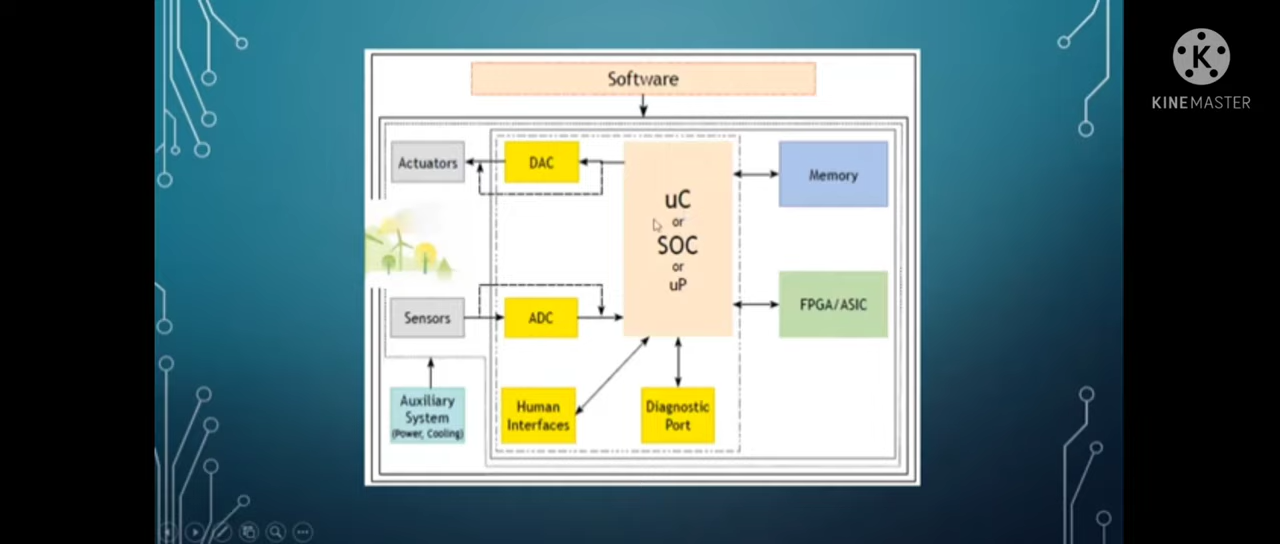 Software
Actuators
DAC
uC
or
SOC
or
uP
Memory
Sensors
ADC
FPGA/ASIC
Auxiliary
System
(Power, Cooling)
Human
Interfaces
Diagnostic
Port
K
KINEMASTER